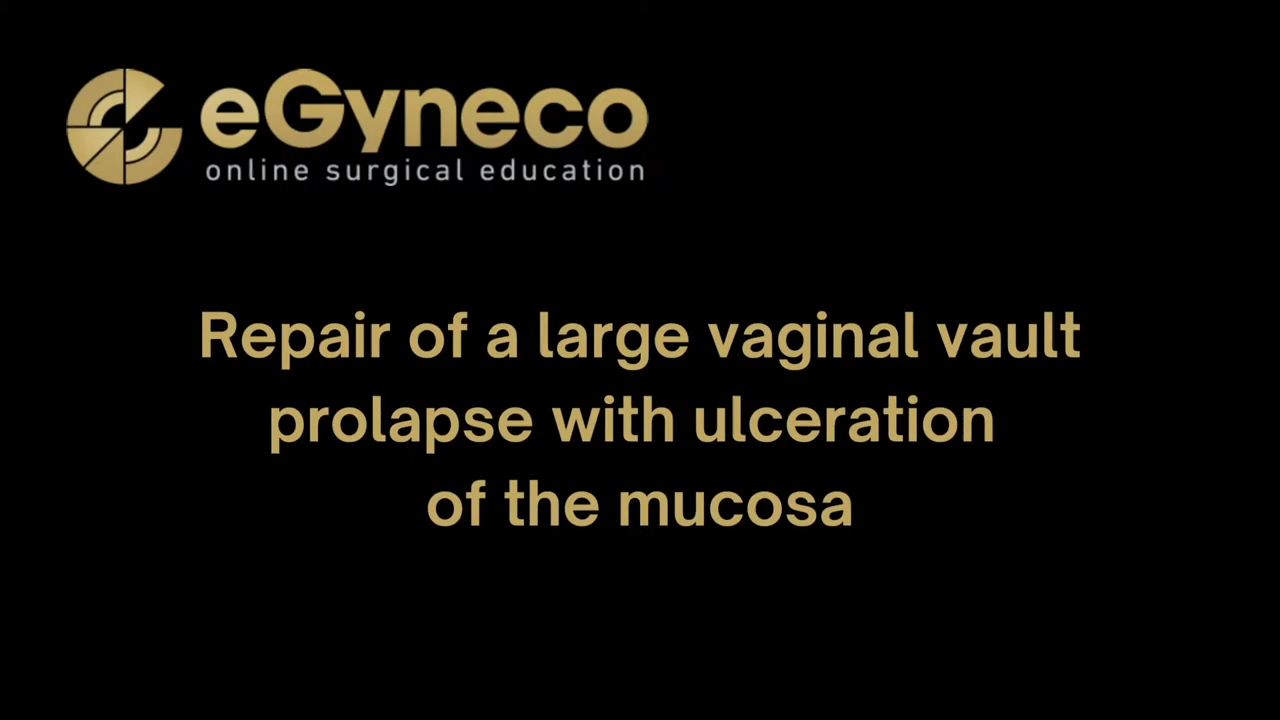 eGyneco
online surgical education
Repair of a large vaginal vault
prolapse with ulceration
of the mucosa